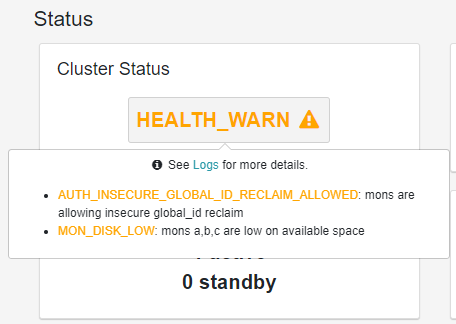 Status
Cluster Status
HEALTH_WARN
See Logs for more details.
AUTH_INSECURE_GLOBAL_ID_RECLAIM_ALLOWED: mons are
allowing insecure global_id reclaim
MON_DISK_LOW: mons a,b,c are low on available space
0 standby